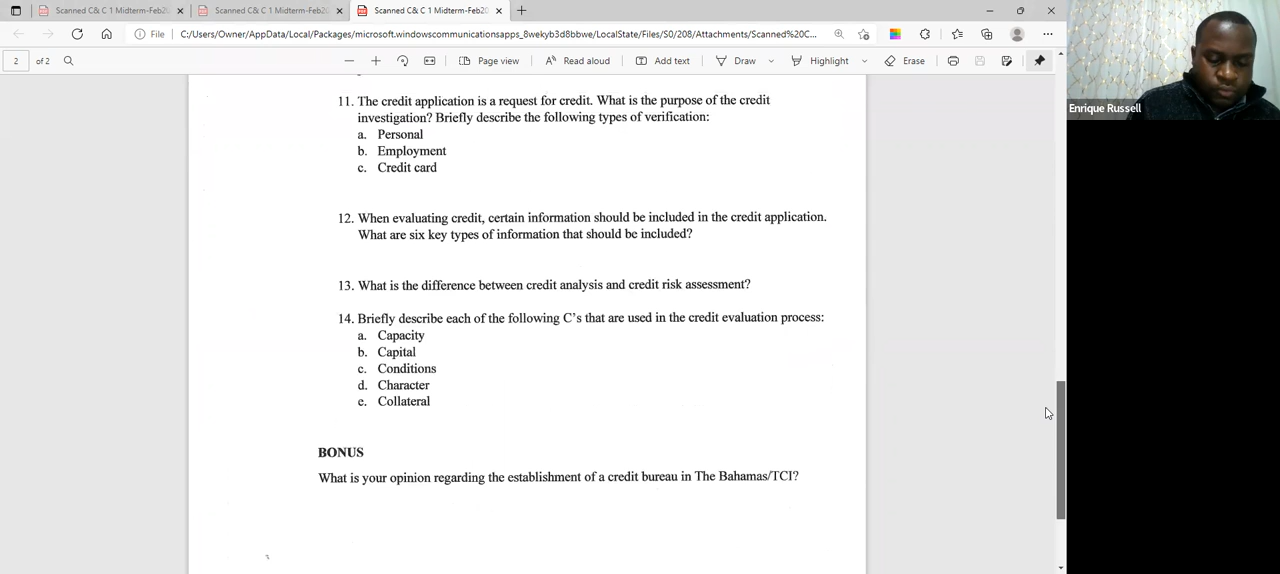 Scanned C& C 1 Midterm-Feb20
Scanned C& C 1 Midterm-Feb20
Scanned C& C 1 Midterm-Feb20
File
C:/Users/Owner/AppData/Local/Packages/microsoft.windowscommunicationsapps_8wekyb3d8bbwe/LocalState/Files/S0/208/Attachments/Scanned%20C...
2 of 2
Page view
Read aloud
Add text
Draw
Highlight
Erase
Enrique Russell
11. The credit application is a request for credit. What is the purpose of the credit
investigation? Briefly describe the following types of verification:
a. Personal
b. Employment
c. Credit card
12. When evaluating credit, certain information should be included in the credit application.
What are six key types of information that should be included?
13. What is the difference between credit analysis and credit risk assessment?
14. Briefly describe each of the following C's that are used in the credit evaluation process:
a. Capacity
b. Capital
c. Conditions
d. Character
e. Collateral
BONUS
What is your opinion regarding the establishment of a credit bureau in The Bahamas/TCI?